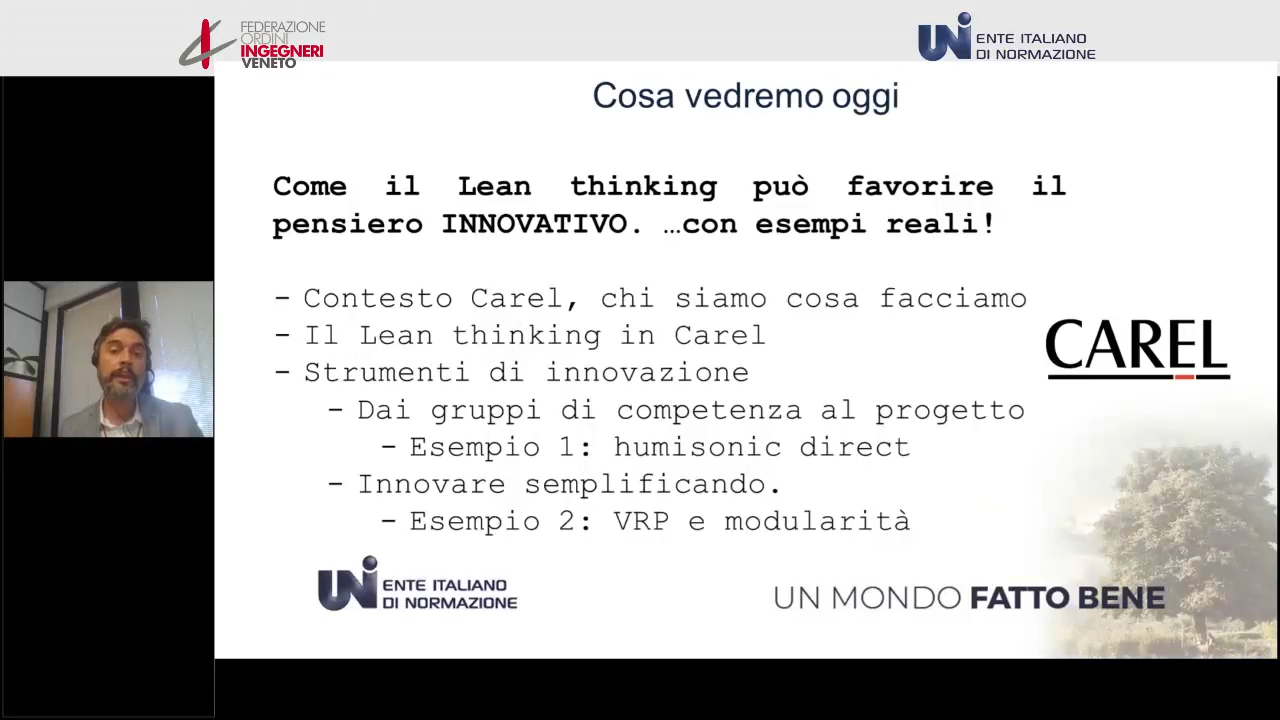 FEDERAZIONE
ORDINI
INGEGNERI
VENETO
UNI ENTE ITALIANO
DI NORMAZIONE
Cosa vedremo oggi
Come il Lean thinking può favorire il
pensiero INNOVATIVO. …con esempi reali!
- Contesto Carel, chi siamo cosa facciamo
- Il Lean thinking in Carel
- Strumenti di innovazione
- Dai gruppi di competenza al progetto
- Esempio 1: humisonic direct
- Innovare semplificando.
- Esempio 2: VRP e modularità
CAREL
UNI ENTE ITALIANO
DI NORMAZIONE
UN MONDO FATTO BENE